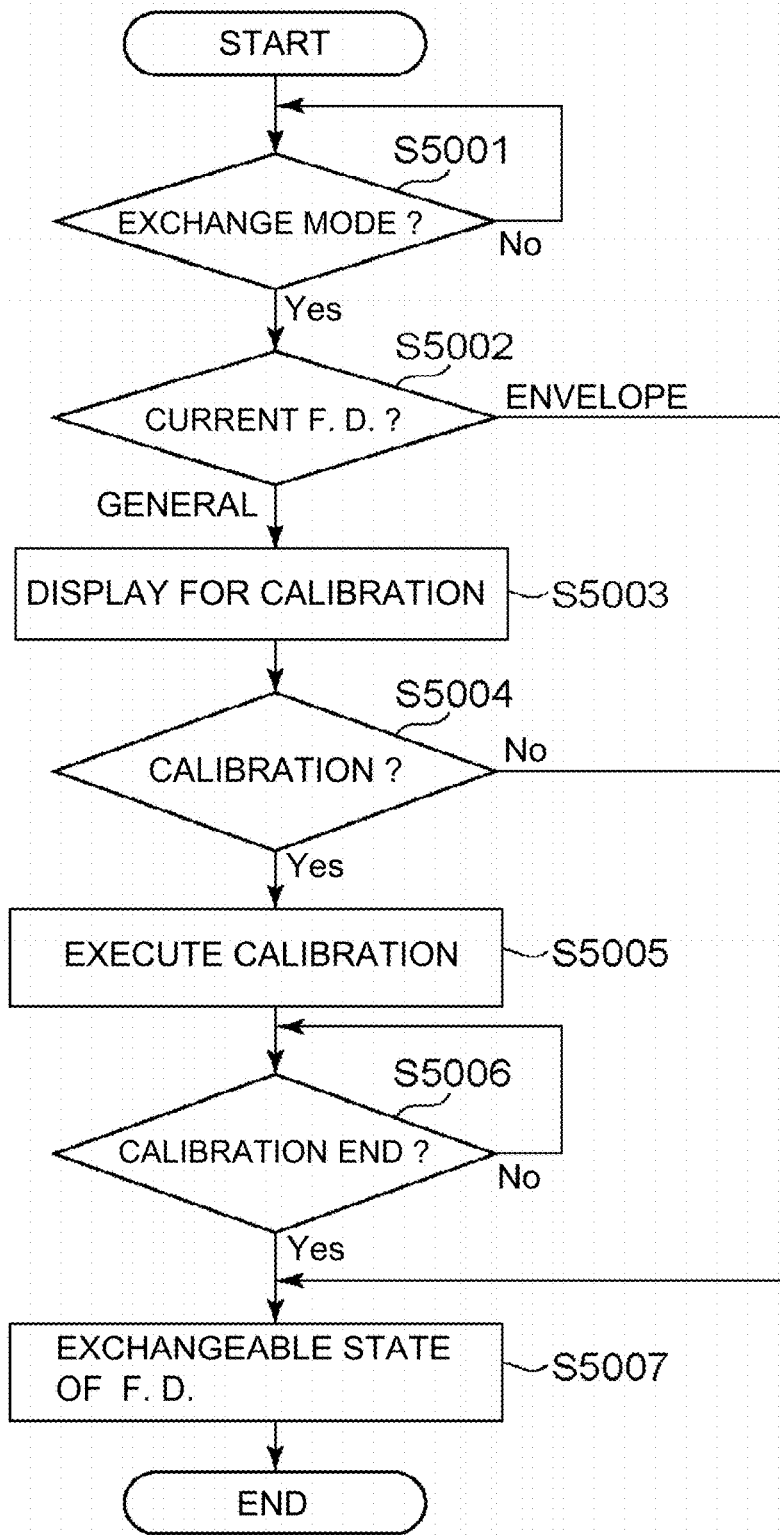 START
S5001
EXCHANGE MODE ?
No
Yes
S5002
CURRENT F. D. ?
ENVELOPE
GENERAL
DISPLAY FOR CALIBRATION
S5003
S5004
CALIBRATION ?
No
Yes
EXECUTE CALIBRATION
S5005
S5006
CALIBRATION END ?
No
Yes
EXCHANGEABLE STATE
OF F. D.
S5007
END